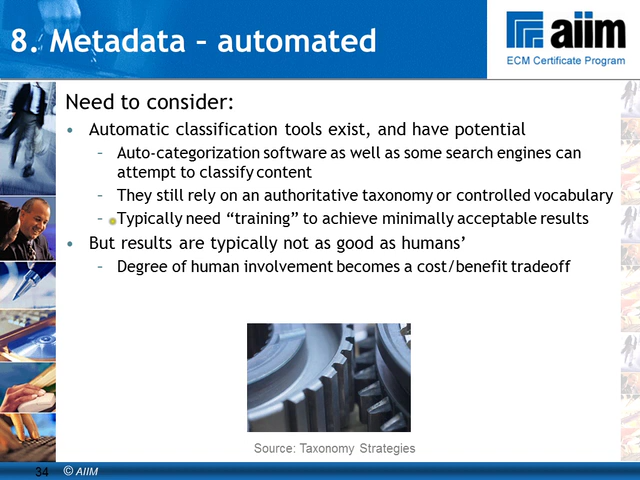 8. Metadata – automated
aiim
ECM Certificate Program
Need to consider:
• Automatic classification tools exist, and have potential
– Auto-categorization software as well as some search engines can
attempt to classify content
– They still rely on an authoritative taxonomy or controlled vocabulary
– Typically need “training” to achieve minimally acceptable results
• But results are typically not as good as humans’
– Degree of human involvement becomes a cost/benefit tradeoff
Source: Taxonomy Strategies
34 © AIIM